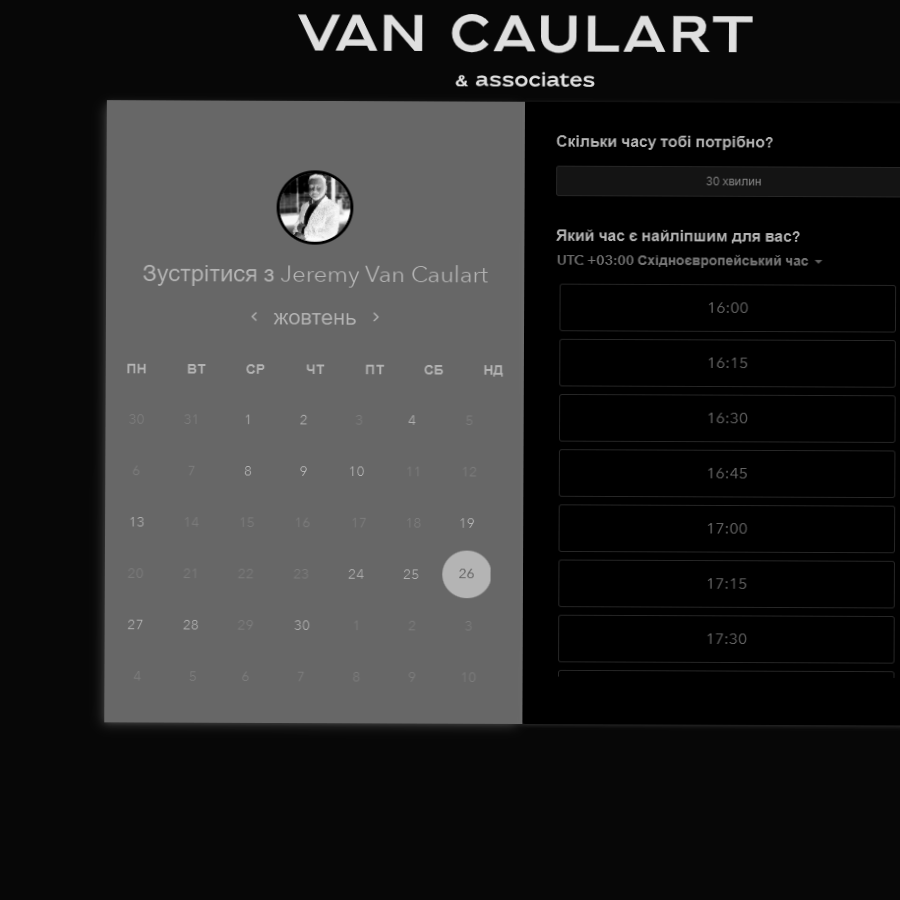 VAN CAULART
& associates
Зустрітися з Jeremy Van Caulart
‹ жовтень ›
ПН ВТ СР ЧТ ПТ СБ НД
30 31 1 2 3 4 5
6 7 8 9 10 11 12
13 14 15 16 17 18 19
20 21 22 23 24 25 26
27 28 29 30 1 2 3
4 5 6 7 8 9 10
Скільки часу тобі потрібно?
30 хвилин
Який час є найліпшим для вас?
UTC +03:00 Східноєвропейський час
16:00
16:15
16:30
16:45
17:00
17:15
17:30